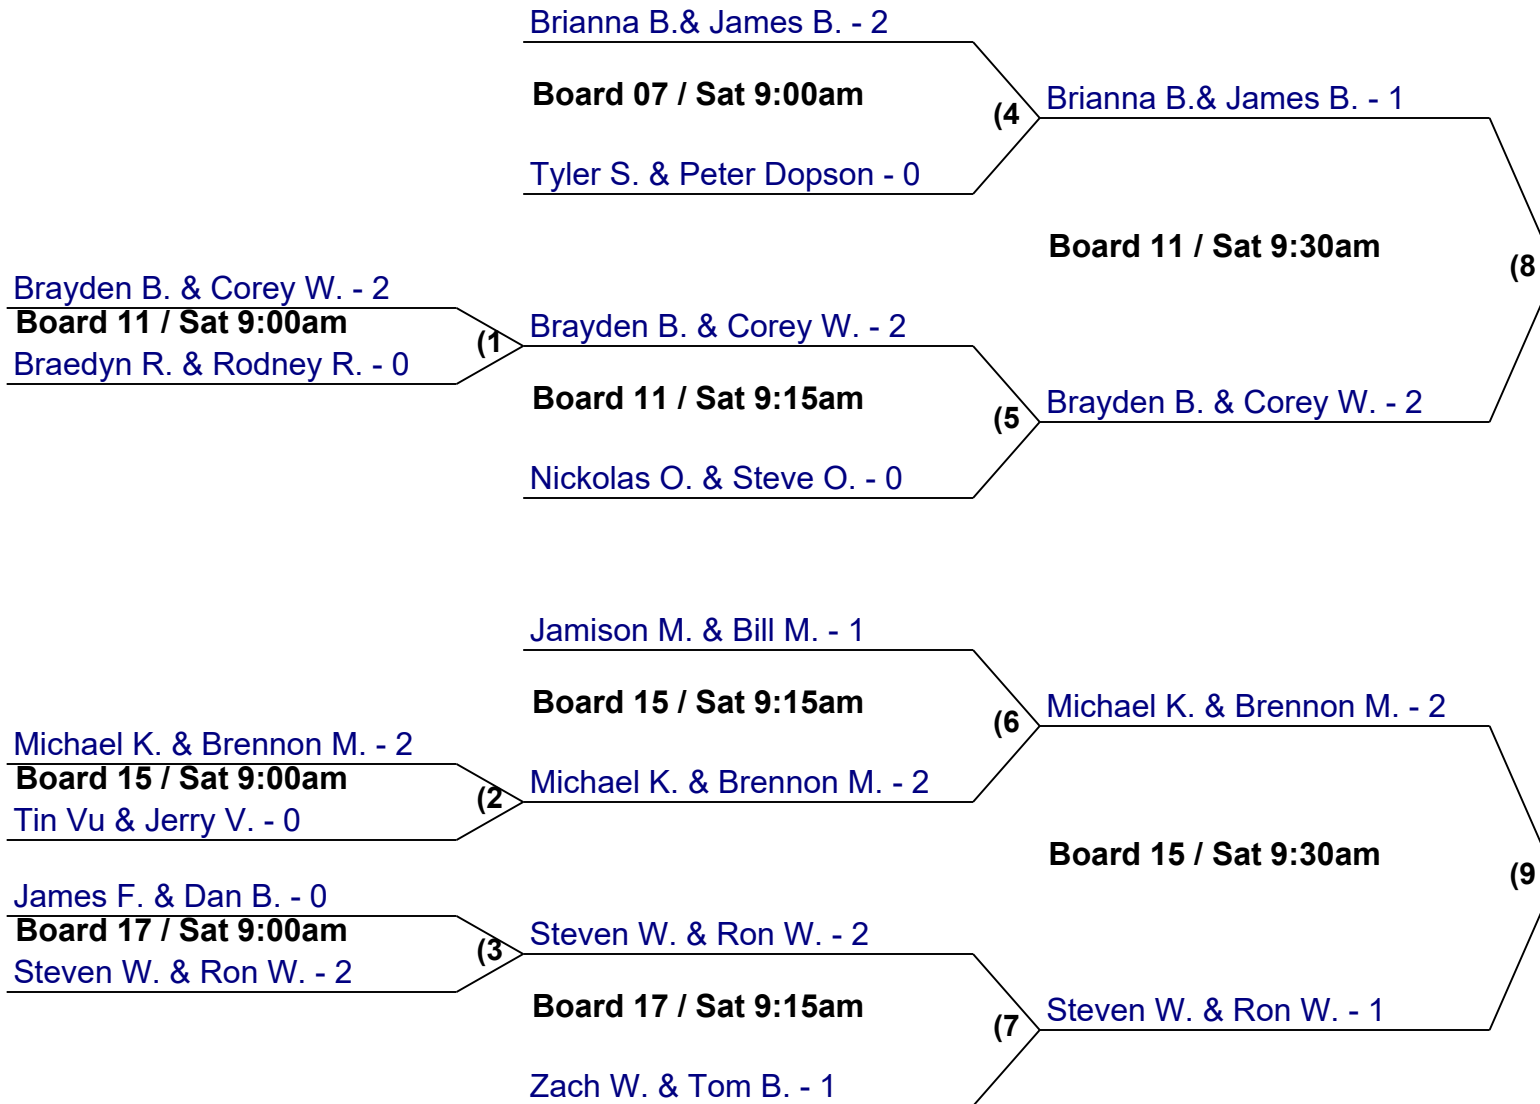 Brianna B.& James B. - 2
Board 07 / Sat 9:00am
(4
Brianna B.& James B. - 1
Tyler S. & Peter Dopson - 0
Board 11 / Sat 9:30am
(8
Brayden B. & Corey W. - 2
Board 11 / Sat 9:00am
(1
Braedyn R. & Rodney R. - 0
Brayden B. & Corey W. - 2
Board 11 / Sat 9:15am
(5
Brayden B. & Corey W. - 2
Nickolas O. & Steve O. - 0
Jamison M. & Bill M. - 1
Board 15 / Sat 9:15am
(6
Michael K. & Brennon M. - 2
Michael K. & Brennon M. - 2
Board 15 / Sat 9:00am
(2
Tin Vu & Jerry V. - 0
Michael K. & Brennon M. - 2
Board 15 / Sat 9:30am
(9
James F. & Dan B. - 0
Board 17 / Sat 9:00am
(3
Steven W. & Ron W. - 2
Steven W. & Ron W. - 2
Board 17 / Sat 9:15am
(7
Steven W. & Ron W. - 1
Zach W. & Tom B. - 1